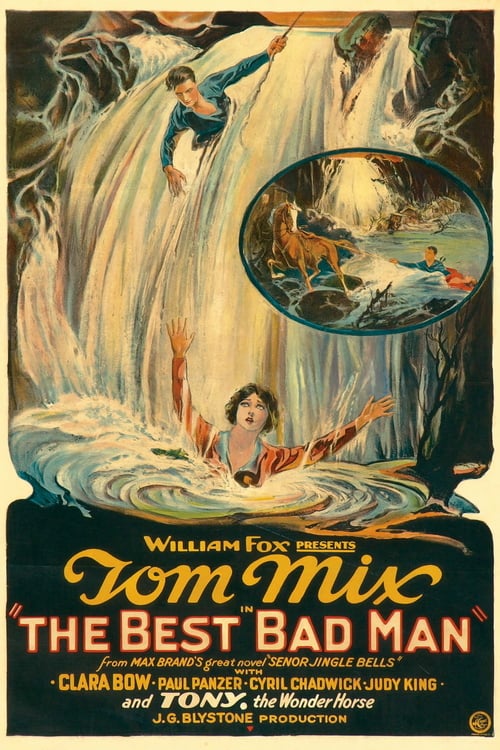 WILLIAM FOX PRESENTS
Tom Mix
IN
"THE BEST BAD MAN"
from MAX BRAND'S great novel "SENOR JINGLE BELLS"
WITH
· CLARA BOW · PAUL PANZER · CYRIL CHADWICK · JUDY KING ·
and TONY, the Wonder Horse
J.G. BLYSTONE PRODUCTION